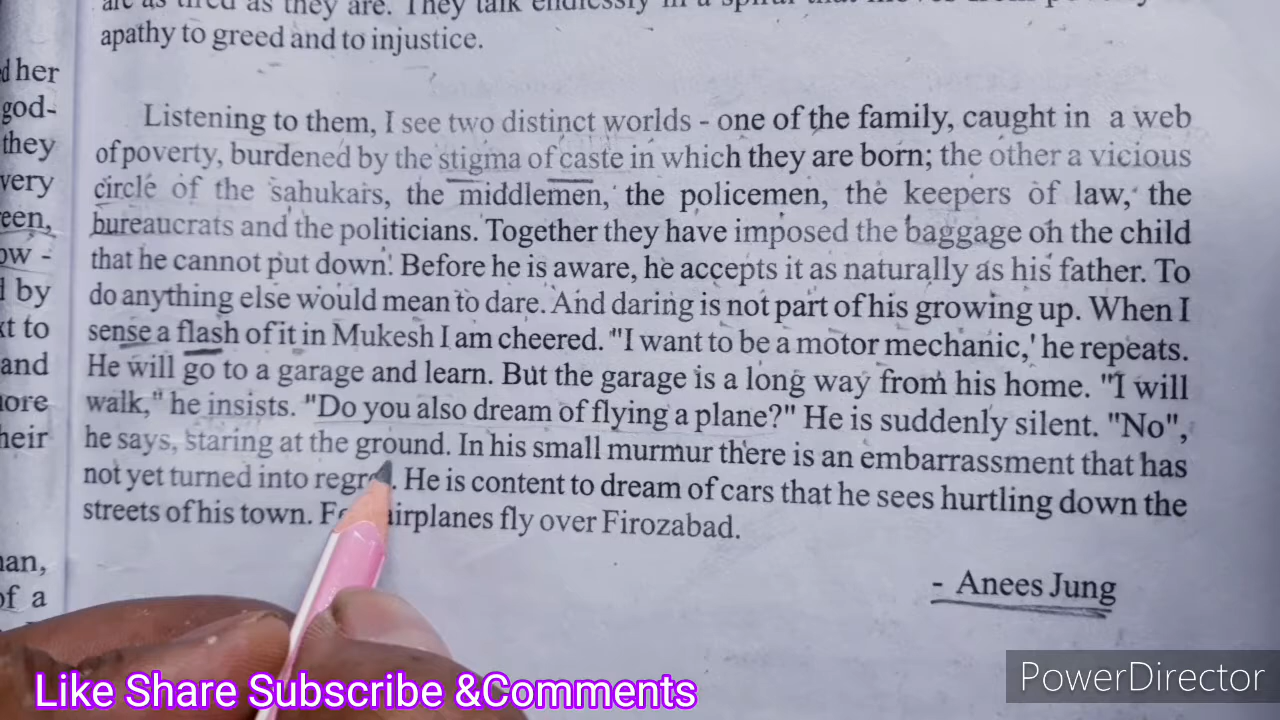 are as tired as they are. They talk endlessly in a spiral that moves from poverty
apathy to greed and to injustice.
d her
god-
they
very
een,
ow -
d by
xt to
and
more
heir
Listening to them, I see two distinct worlds - one of the family, caught in a web
of poverty, burdened by the stigma of caste in which they are born; the other a vicious
circle of the sahukars, the middlemen, the policemen, the keepers of law, the
bureaucrats and the politicians. Together they have imposed the baggage on the child
that he cannot put down. Before he is aware, he accepts it as naturally as his father. To
do anything else would mean to dare. And daring is not part of his growing up. When I
sense a flash of it in Mukesh I am cheered. "I want to be a motor mechanic,' he repeats.
He will go to a garage and learn. But the garage is a long way from his home. "I will
walk," he insists. "Do you also dream of flying a plane?" He is suddenly silent. "No",
he says, staring at the ground. In his small murmur there is an embarrassment that has
not yet turned into regre . He is content to dream of cars that he sees hurtling down the
streets of his town. Fe airplanes fly over Firozabad.
- Anees Jung
nan,
of a
Like Share Subscribe &Comments
PowerDirector